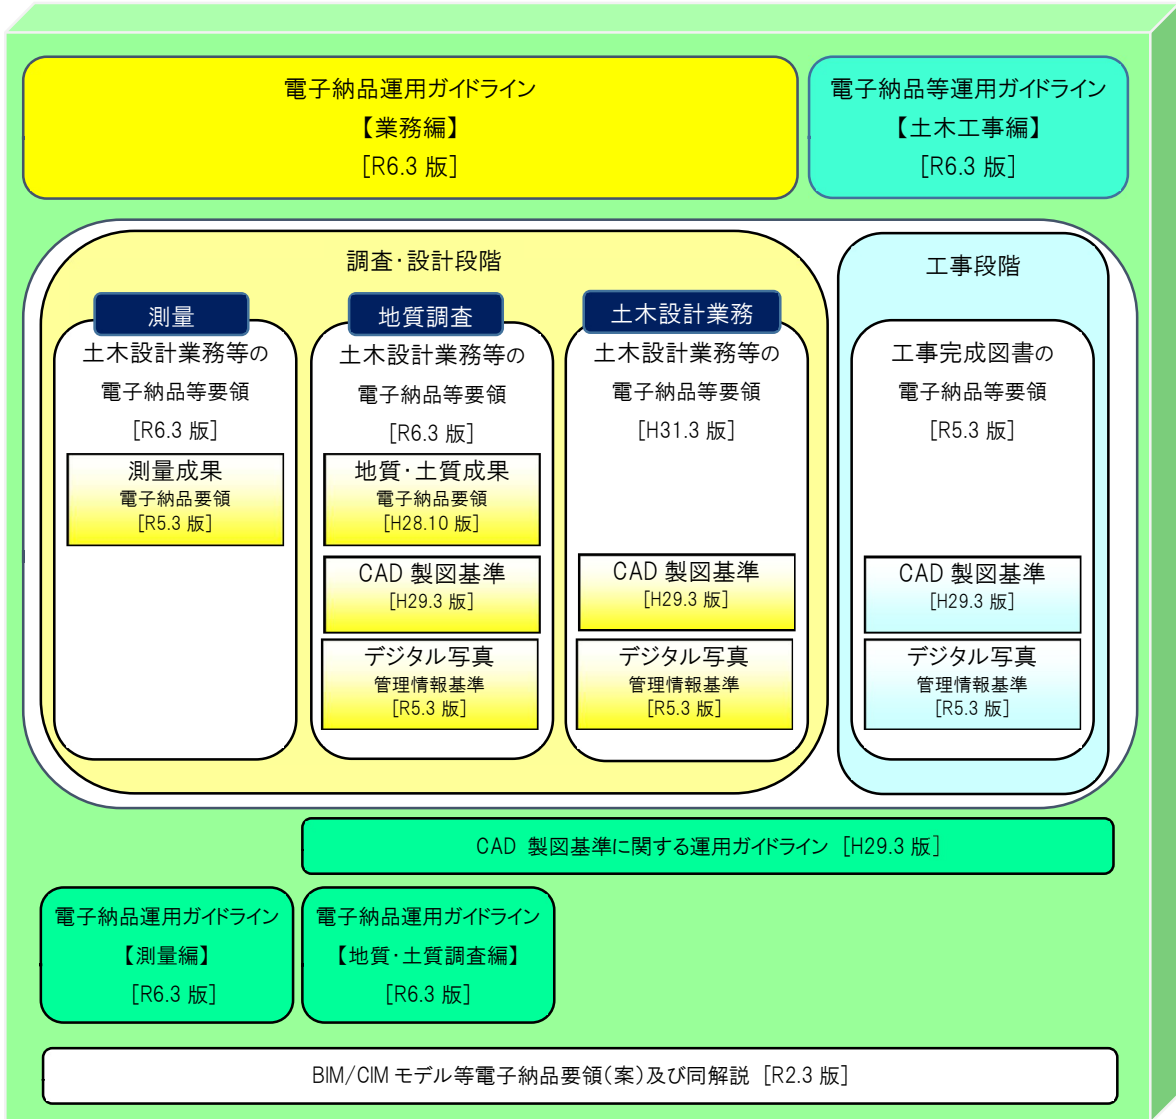 電子納品運用ガイドライン
【業務編】
[R6.3 版]
電子納品等運用ガイドライン
【土木工事編】
[R6.3 版]
調査･設計段階
測量
土木設計業務等の
電子納品等要領
[R6.3 版]
測量成果
電子納品要領
[R5.3 版]
地質調査
土木設計業務等の
電子納品等要領
[R6.3 版]
地質･土質成果
電子納品要領
[H28.10 版]
CAD 製図基準
[H29.3 版]
デジタル写真
管理情報基準
[R5.3 版]
土木設計業務
土木設計業務等の
電子納品等要領
[H31.3 版]
CAD 製図基準
[H29.3 版]
デジタル写真
管理情報基準
[R5.3 版]
工事段階
工事完成図書の
電子納品等要領
[R5.3 版]
CAD 製図基準
[H29.3 版]
デジタル写真
管理情報基準
[R5.3 版]
CAD 製図基準に関する運用ガイドライン [H29.3 版]
電子納品運用ガイドライン
【測量編】
[R6.3 版]
電子納品運用ガイドライン
【地質･土質調査編】
[R6.3 版]
BIM/CIM モデル等電子納品要領(案)及び同解説 [R2.3 版]